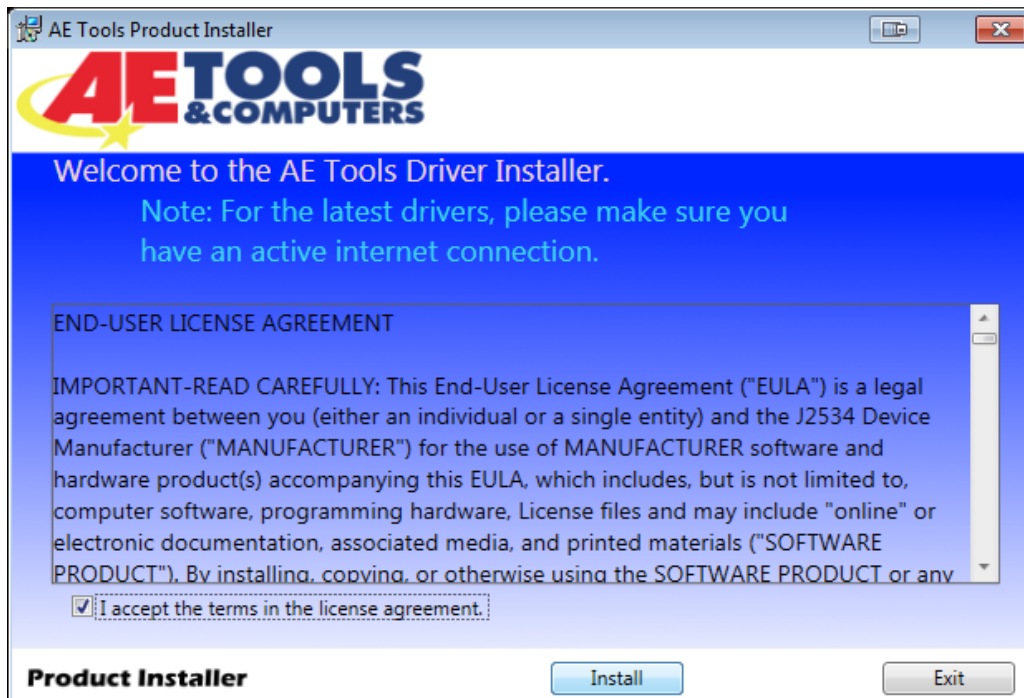 AE Tools Product Installer
AE TOOLS
&COMPUTERS
Welcome to the AE Tools Driver Installer.
Note: For the latest drivers, please make sure you
have an active internet connection.
END-USER LICENSE AGREEMENT
IMPORTANT-READ CAREFULLY: This End-User License Agreement ("EULA") is a legal
agreement between you (either an individual or a single entity) and the J2534 Device
Manufacturer ("MANUFACTURER") for the use of MANUFACTURER software and
hardware product(s) accompanying this EULA, which includes, but is not limited to,
computer software, programming hardware, License files and may include "online" or
electronic documentation, associated media, and printed materials ("SOFTWARE
PRODUCT"). By installing, copying, or otherwise using the SOFTWARE PRODUCT or any
I accept the terms in the license agreement.
Product Installer
Install
Exit